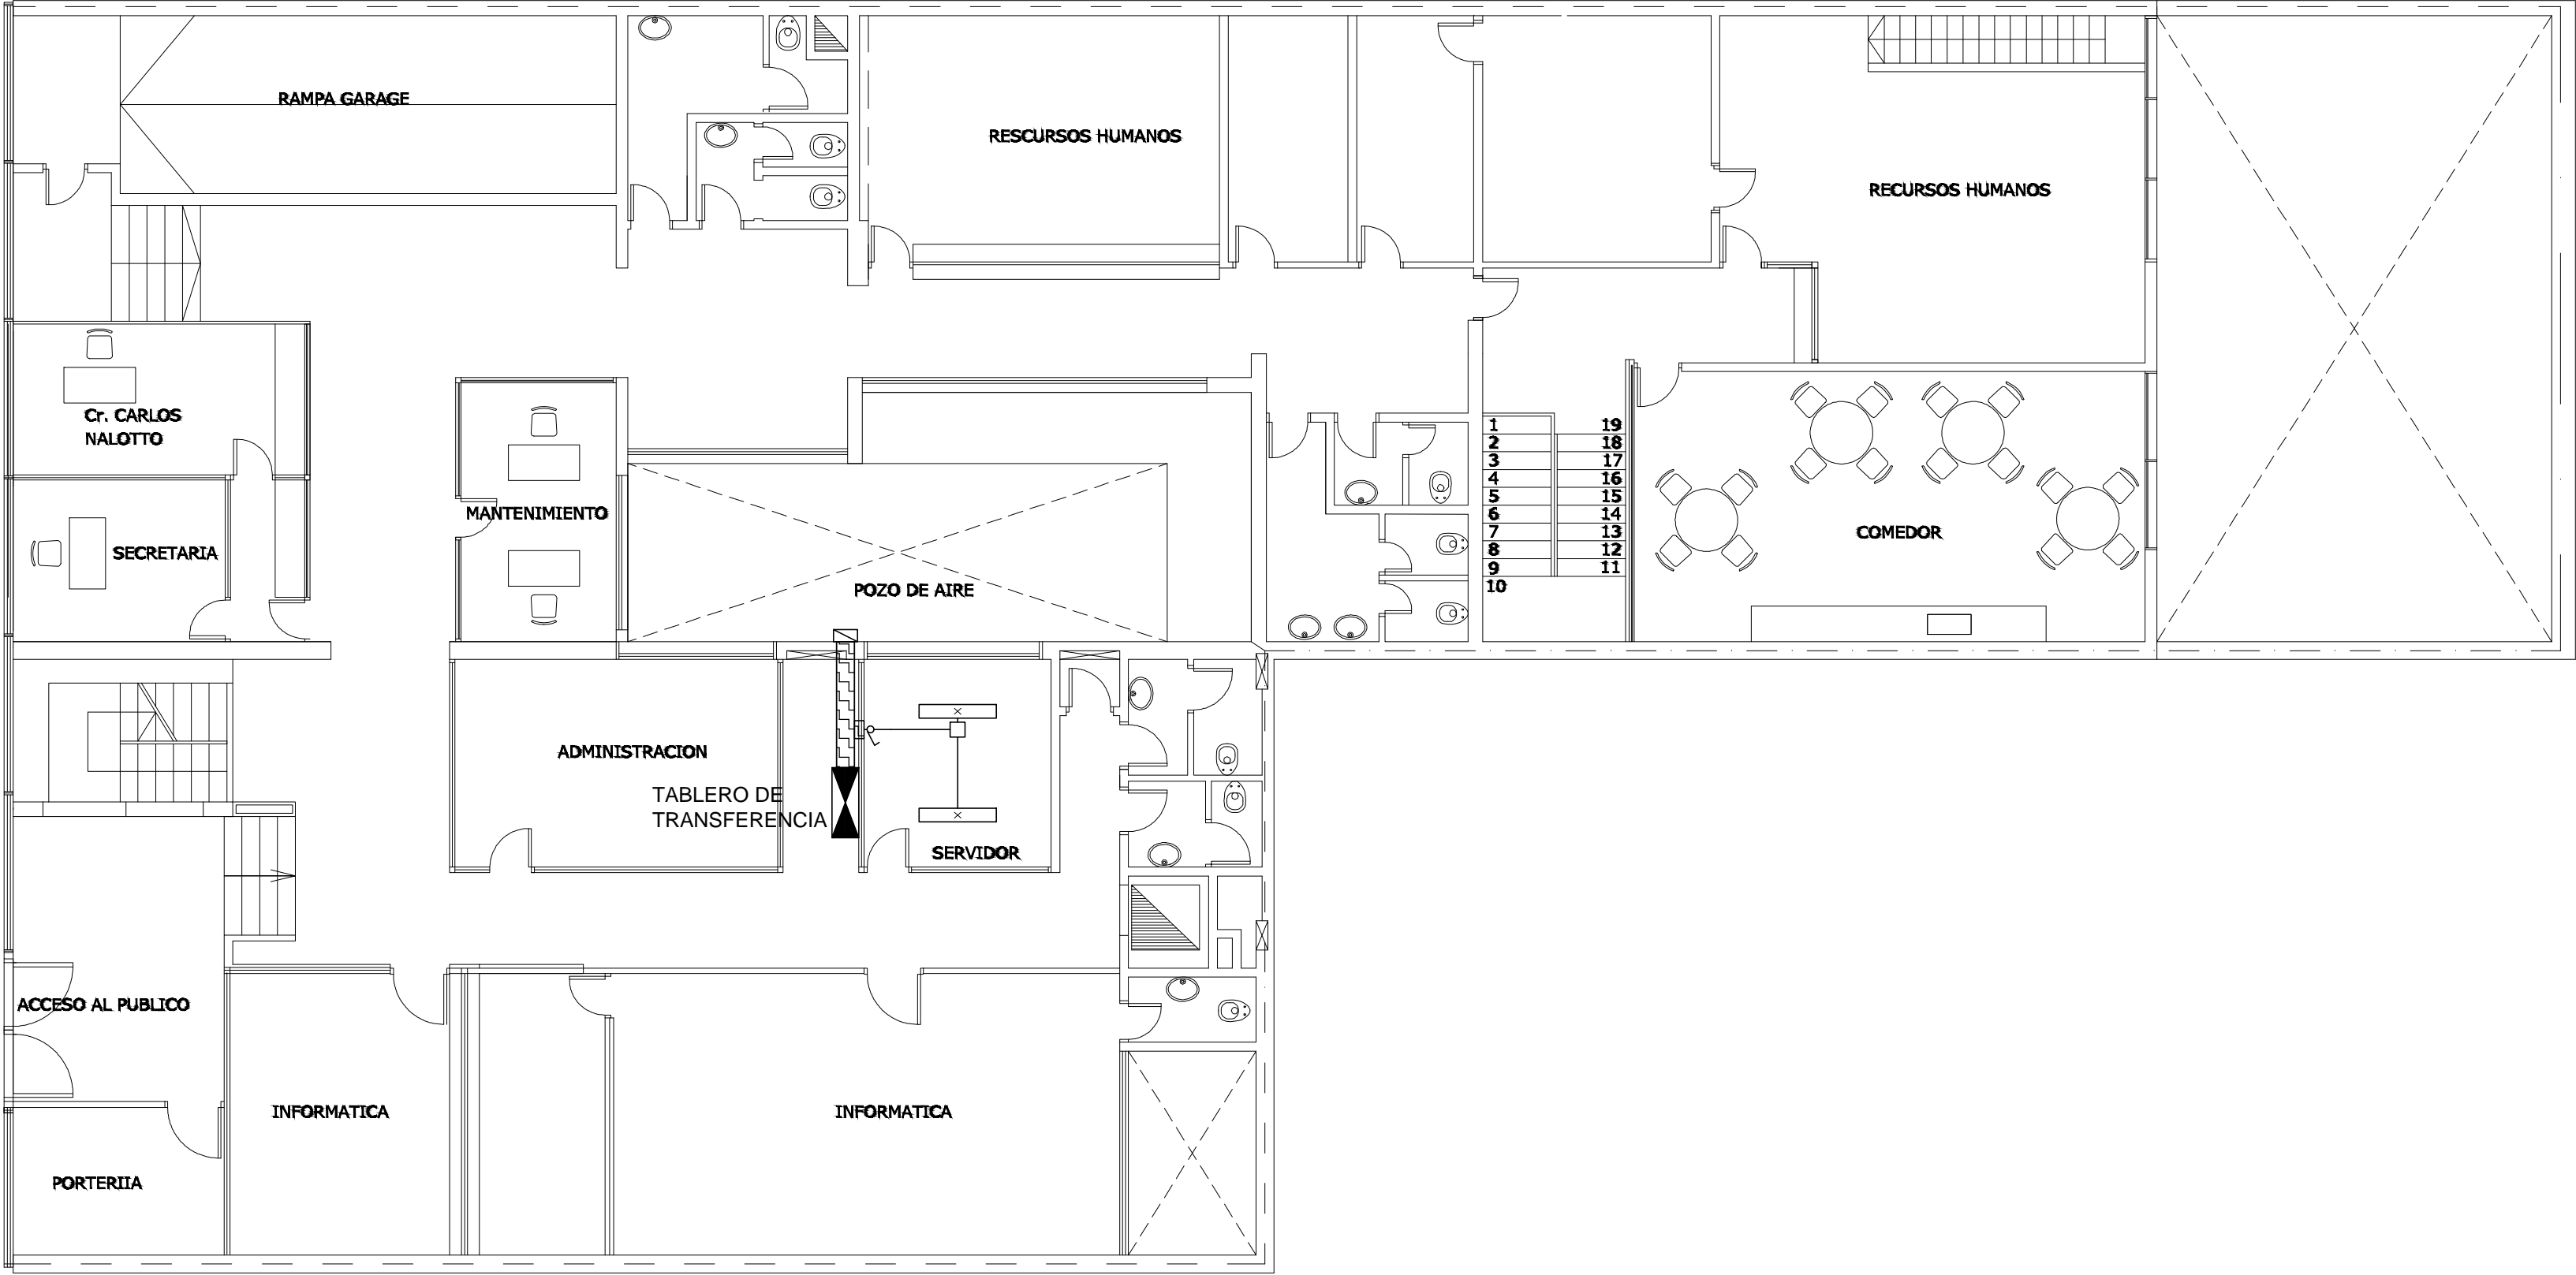 RAMPA GARAGE
RESCURSOS HUMANOS
RECURSOS HUMANOS
Cr. CARLOS
NALOTTO
MANTENIMIENTO
SECRETARIA
POZO DE AIRE
1 19
2 18
3 17
4 16
5 15
6 14
7 13
8 12
9 11
10
COMEDOR
ADMINISTRACION
TABLERO DE
TRANSFERENCIA
SERVIDOR
ACCESO AL PUBLICO
INFORMATICA
INFORMATICA
PORTERIIA